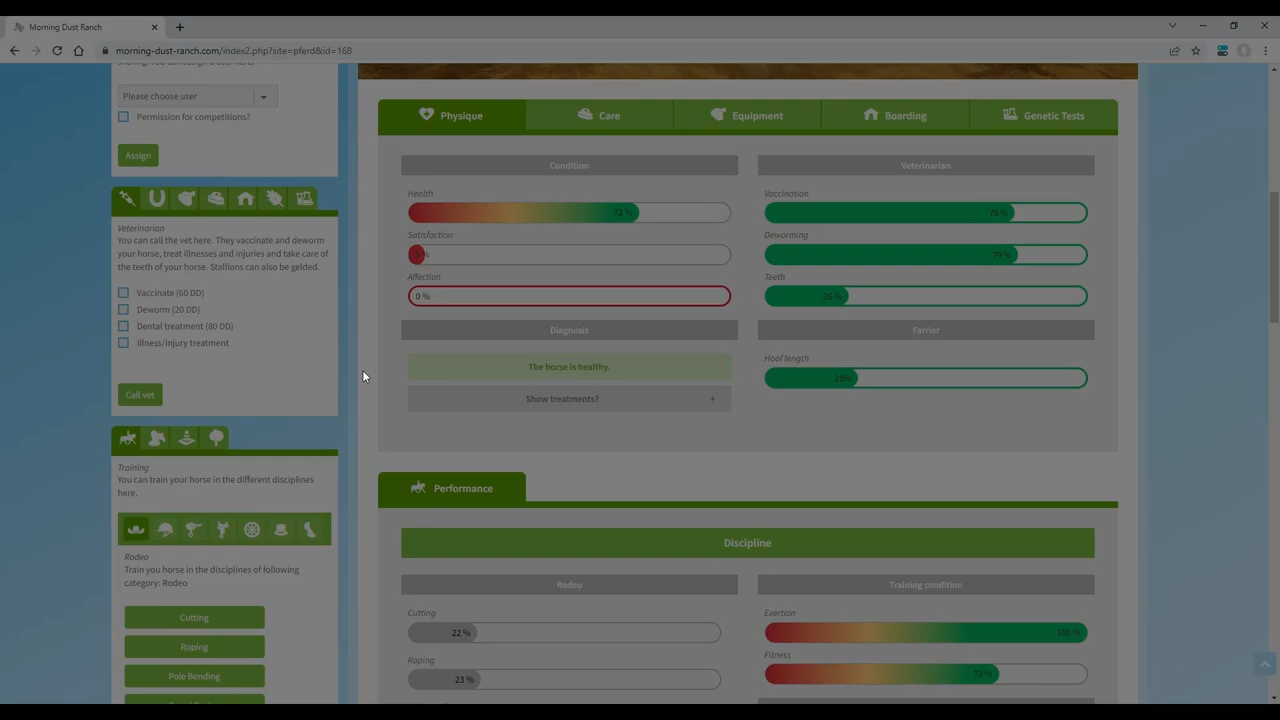 Morning Dust Ranch
morning-dust-ranch.com/index2.php?site=pferd&id=168
Please choose user
Permission for competitions?
Assign
Veterinarian
You can call the vet here. They vaccinate and deworm
your horse, treat illnesses and injuries and take care of
the teeth of your horse. Stallions can also be gelded.
Vaccinate (60 DD)
Deworm (20 DD)
Dental treatment (80 DD)
Illness/injury treatment
Call vet
Training
You can train your horse in the different disciplines
here.
Rodeo
Train you horse in the disciplines of following
category: Rodeo
Cutting
Roping
Pole Bending
Physique
Care
Equipment
Boarding
Genetic Tests
Condition
Health
72 %
Satisfaction
Affection
0 %
Diagnosis
The horse is healthy.
Show treatments?
+
Veterinarian
Vaccination
78 %
Deworming
79 %
Teeth
26 %
Farrier
Hoof length
29%
Performance
Discipline
Rodeo
Cutting
22 %
Roping
23 %
Training condition
Exertion
100 %
Fitness
73 %